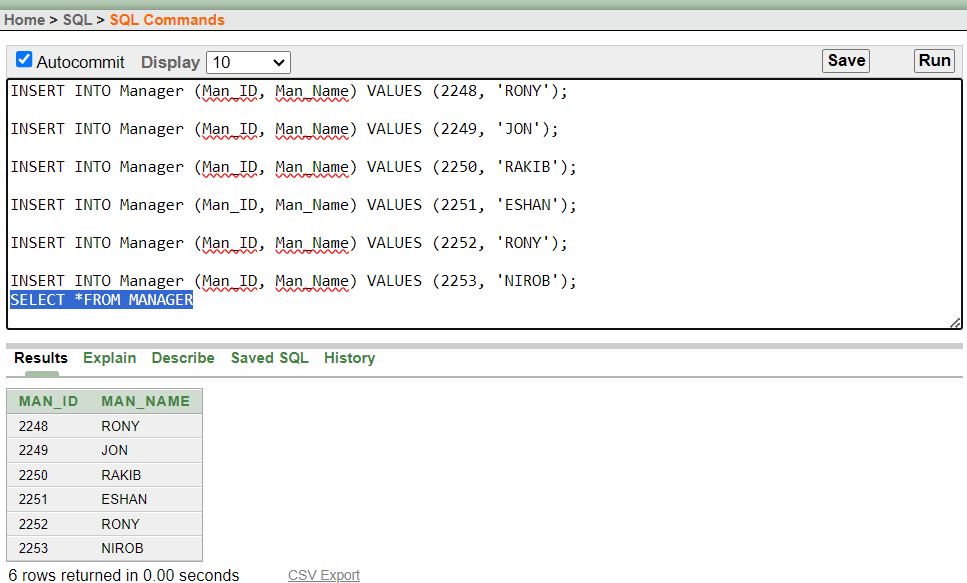 Home > SQL > SQL Commands
Autocommit Display 10 Save Run
INSERT INTO Manager (Man_ID, Man_Name) VALUES (2248, 'RONY');
INSERT INTO Manager (Man_ID, Man_Name) VALUES (2249, 'JON');
INSERT INTO Manager (Man_ID, Man_Name) VALUES (2250, 'RAKIB');
INSERT INTO Manager (Man_ID, Man_Name) VALUES (2251, 'ESHAN');
INSERT INTO Manager (Man_ID, Man_Name) VALUES (2252, 'RONY');
INSERT INTO Manager (Man_ID, Man_Name) VALUES (2253, 'NIROB');
SELECT *FROM MANAGER
Results Explain Describe Saved SQL History
MAN_ID MAN_NAME
2248 RONY
2249 JON
2250 RAKIB
2251 ESHAN
2252 RONY
2253 NIROB
6 rows returned in 0.00 seconds CSV Export